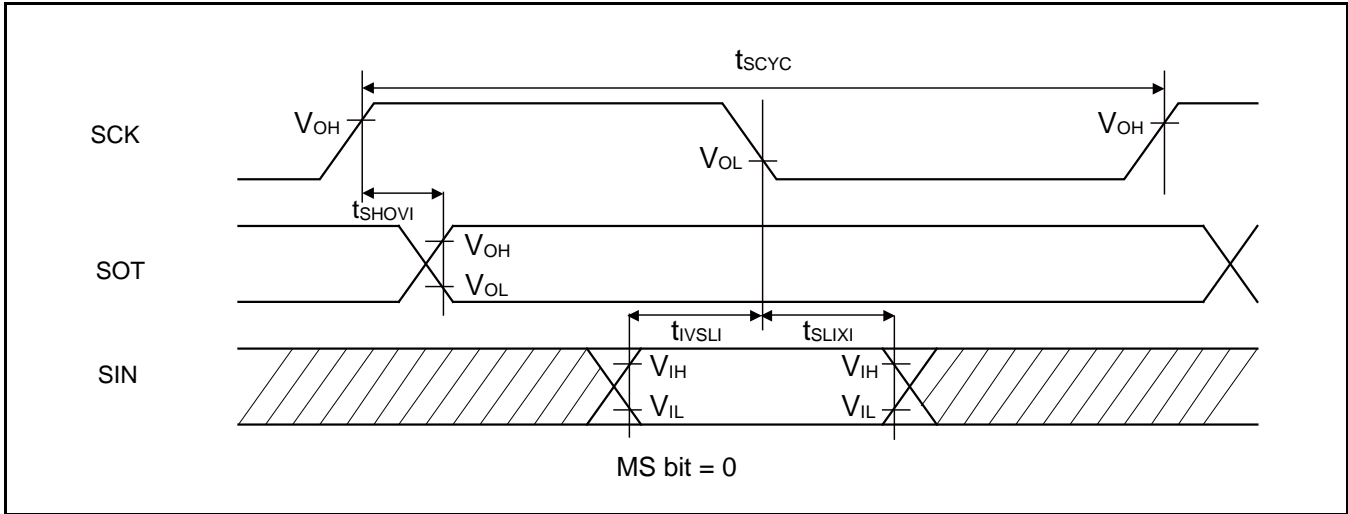 tSCYC
SCK
VOH
VOL
VOH
tSHOVI
SOT
VOH
VOL
tIVSLI
tSLIXI
SIN
VIH
VIH
VIL
VIL
MS bit = 0